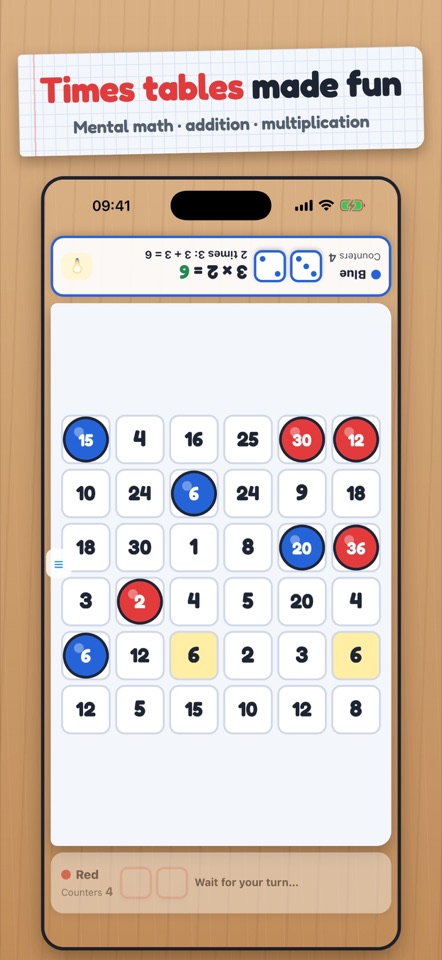 Times tables made fun
Mental math · addition · multiplication
09:41
Blue
Counters 4
3 × 2 = 6
2 times 3: 3 + 3 = 6
15 4 16 25 30 12
10 24 6 24 9 18
18 30 1 8 20 36
3 2 4 5 20 4
6 12 6 2 3 6
12 5 15 10 12 8
Red
Counters 4
Wait for your turn...